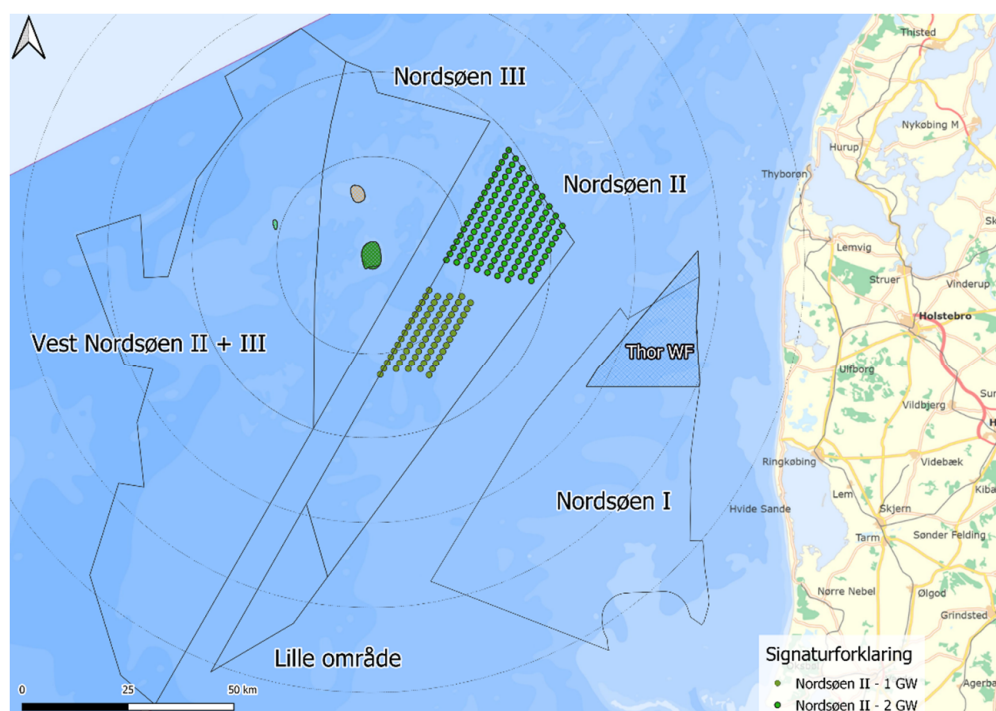 Thisted
Nordsøen III
Nykøbing M
Hurup
Thyborøn
Nordsøen II
Lemvig
Struer
Vinderup
Holstebro
Vest Nordsøen II + III
Thor WF
Ulfborg
Vildbjerg
Ringkøbing
Videbæk
Lem
Nordsøen I
Hvide Sande
Skjern
Sønder Felding
Tarm
Nørre Nebel
Ølgod
Grindsted
Lille område
Signaturforklaring
0 25 50 km
Nordsøen II - 1 GW
Nordsøen II - 2 GW